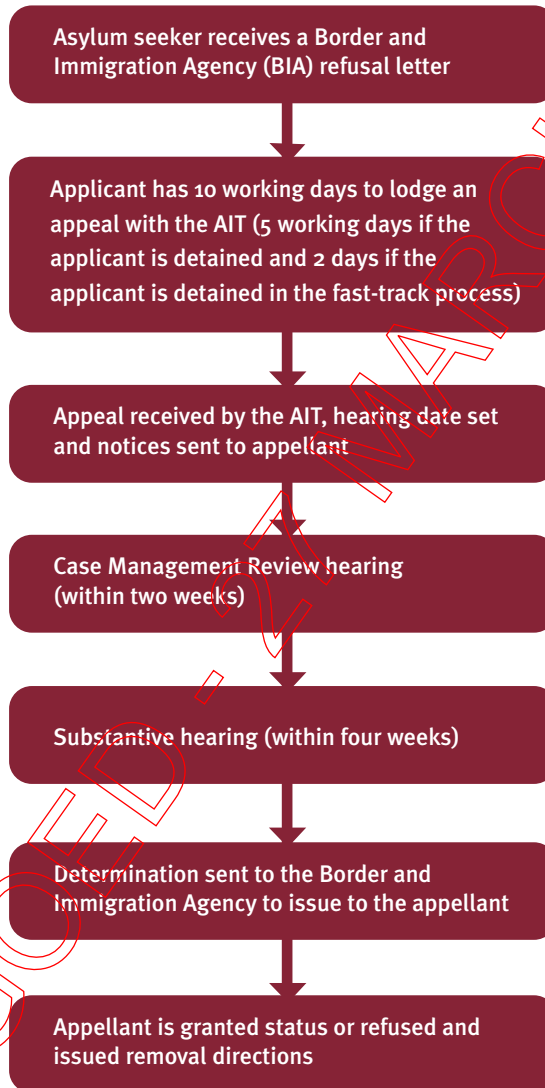 Asylum seeker receives a Border and
Immigration Agency (BIA) refusal letter
Applicant has 10 working days to lodge an
appeal with the AIT (5 working days if the
applicant is detained and 2 days if the
applicant is detained in the fast-track process)
Appeal received by the AIT, hearing date set
and notices sent to appellant
Case Management Review hearing
(within two weeks)
Substantive hearing (within four weeks)
Determination sent to the Border and
Immigration Agency to issue to the appellant
Appellant is granted status or refused and
issued removal directions